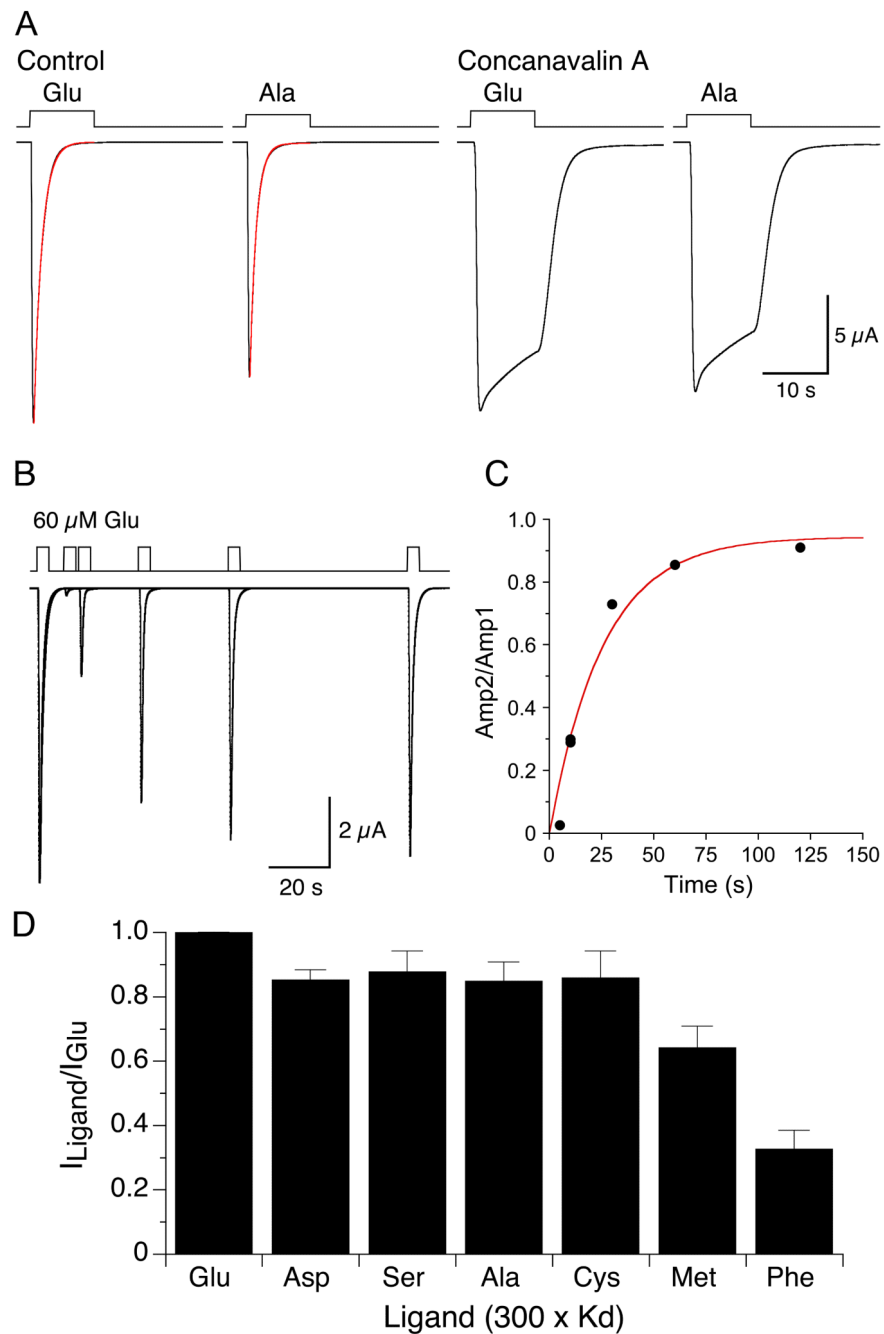 A
Control
Concanavalin A
Glu
Ala
Glu
Ala
5 µA
10 s
B
60 µM Glu
2 µA
20 s
C
1.0
0.8
0.6
0.4
0.2
0
Amp2/Amp1
0 25 50 75 100 125 150
Time (s)
D
1.0
0.8
0.6
0.4
0.2
0
ILigand/IGlu
Glu Asp Ser Ala Cys Met Phe
Ligand (300 x Kd)